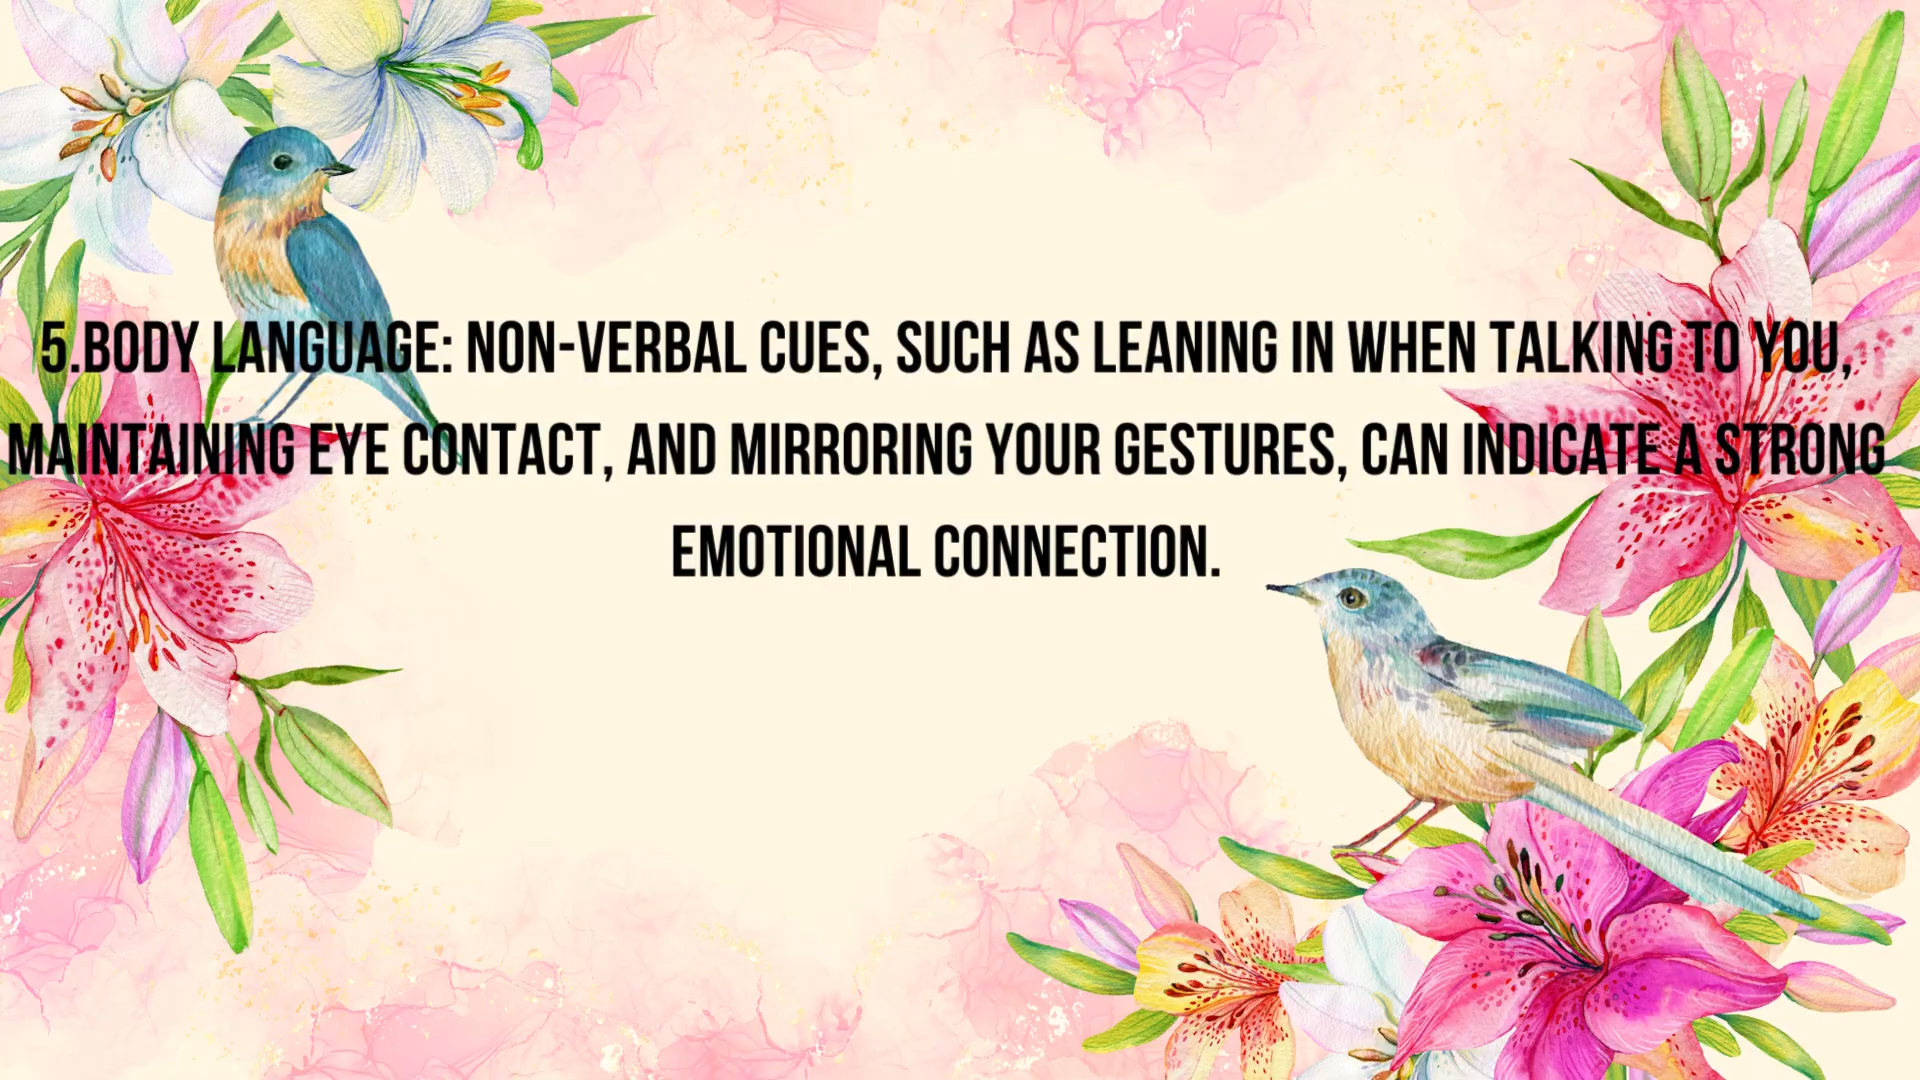 5.BODY LANGUAGE: NON-VERBAL CUES, SUCH AS LEANING IN WHEN TALKING TO YOU,
MAINTAINING EYE CONTACT, AND MIRRORING YOUR GESTURES, CAN INDICATE A STRONG
EMOTIONAL CONNECTION.